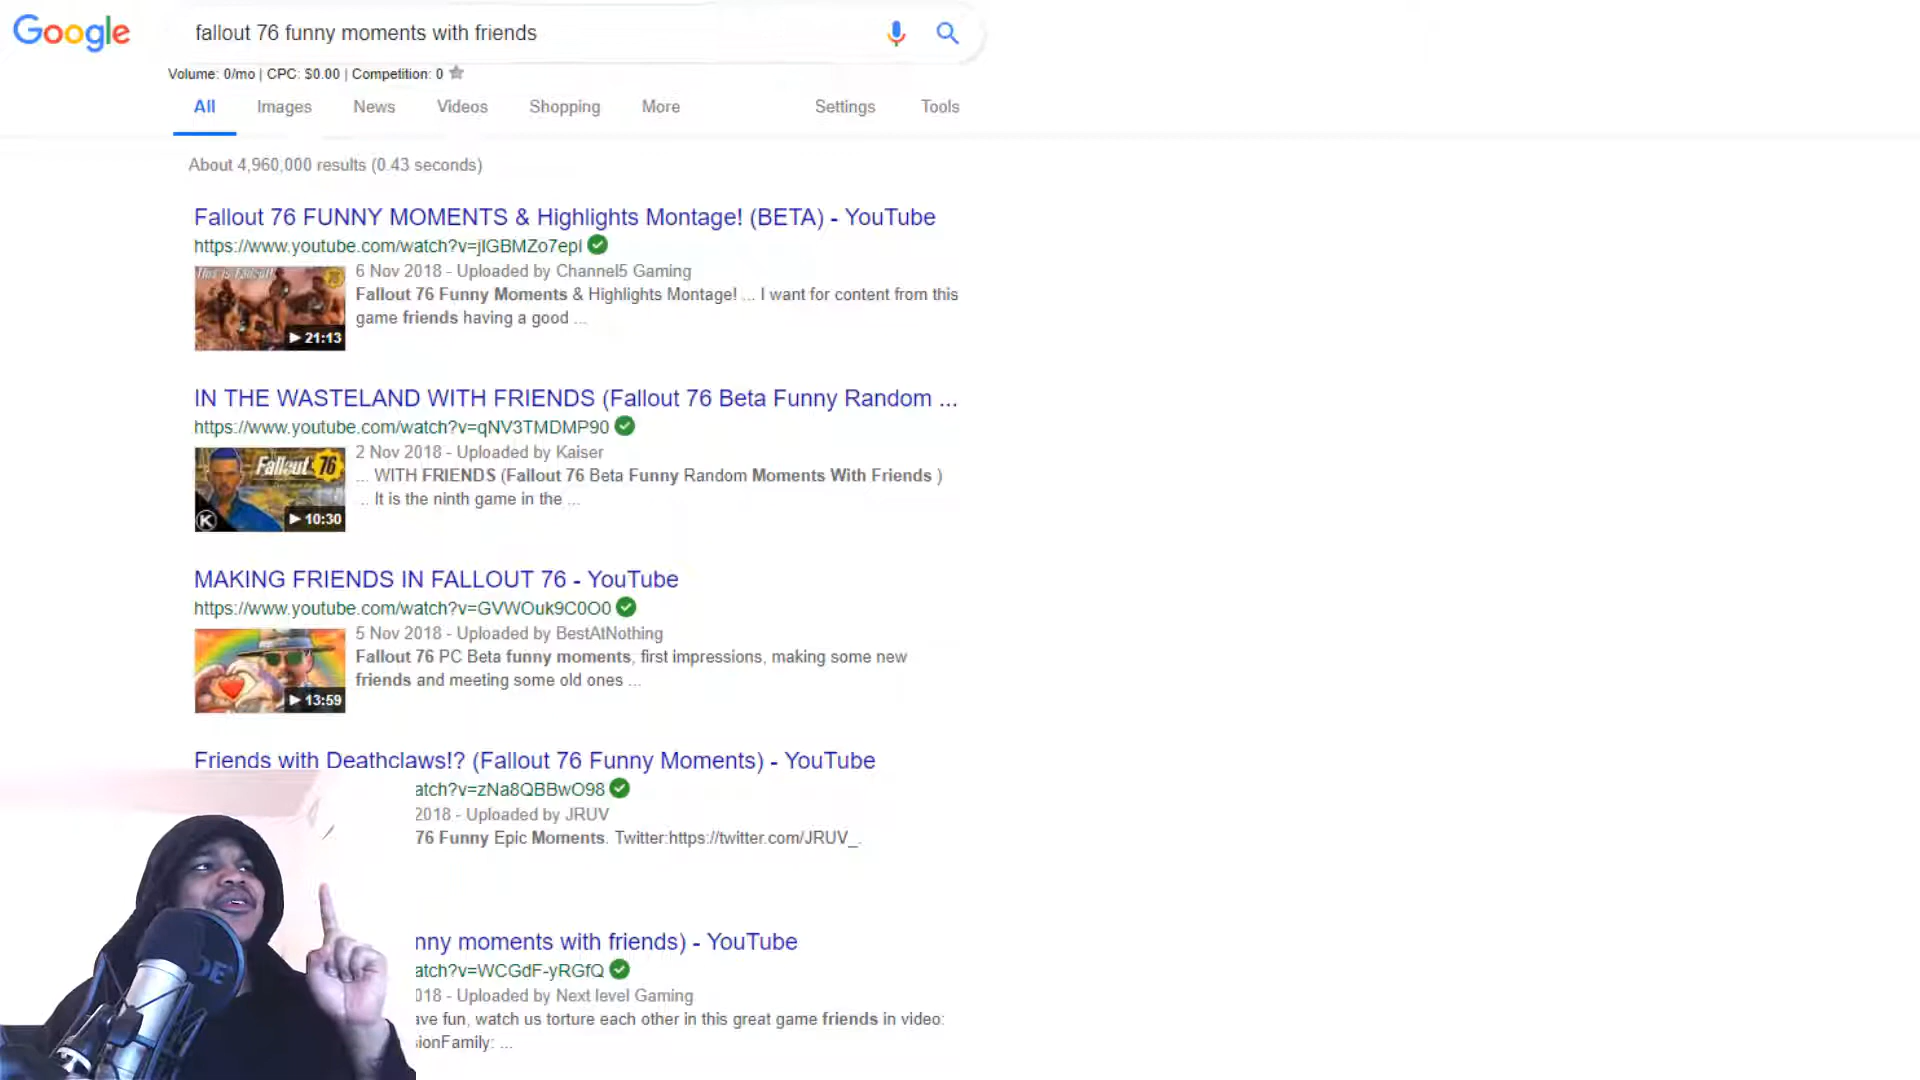 Google
fallout 76 funny moments with friends
Volume: 0/mo | CPC: $0.00 | Competition: 0
All Images News Videos Shopping More Settings Tools
About 4,960,000 results (0.43 seconds)
Fallout 76 FUNNY MOMENTS & Highlights Montage! (BETA) - YouTube
https://www.youtube.com/watch?v=jIGBMZo7epI
This is Fallout!
21:13
6 Nov 2018 - Uploaded by Channel5 Gaming
Fallout 76 Funny Moments & Highlights Montage! ... I want for content from this
game friends having a good ...
IN THE WASTELAND WITH FRIENDS (Fallout 76 Beta Funny Random ...
https://www.youtube.com/watch?v=qNV3TMDMP90
Fallout 76
K
10:30
2 Nov 2018 - Uploaded by Kaiser
... WITH FRIENDS (Fallout 76 Beta Funny Random Moments With Friends )
.. It is the ninth game in the ...
MAKING FRIENDS IN FALLOUT 76 - YouTube
https://www.youtube.com/watch?v=GVWOuk9C0O0
13:59
5 Nov 2018 - Uploaded by BestAtNothing
Fallout 76 PC Beta funny moments, first impressions, making some new
friends and meeting some old ones ...
Friends with Deathclaws!? (Fallout 76 Funny Moments) - YouTube
atch?v=zNa8QBBwO98
2018 - Uploaded by JRUV
76 Funny Epic Moments. Twitter:https://twitter.com/JRUV_.
nny moments with friends) - YouTube
atch?v=WCGdF-yRGfQ
018 - Uploaded by Next level Gaming
ave fun, watch us torture each other in this great game friends in video:
sionFamily: ...